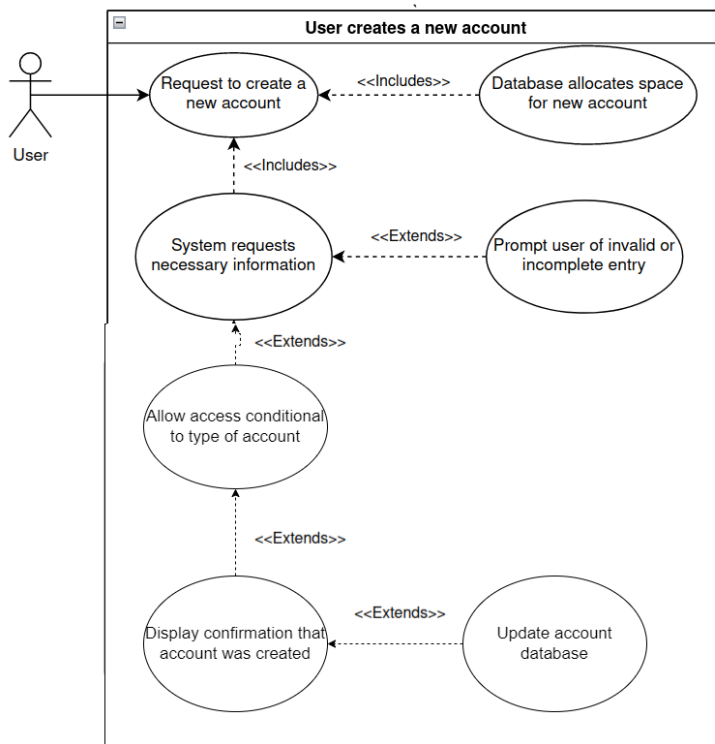 User creates a new account
Request to create a
new account
<<Includes>>
Database allocates space
for new account
User
<<Includes>>
System requests
necessary information
<<Extends>>
Prompt user of invalid or
incomplete entry
<<Extends>>
Allow access conditional
to type of account
<<Extends>>
Display confirmation that
account was created
<<Extends>>
Update account
database